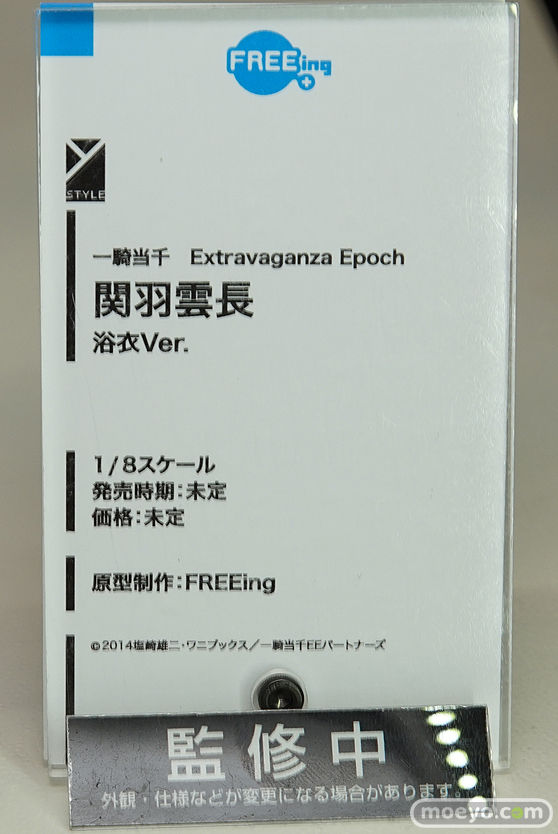 FREEing
Y
STYLE
一騎当千 Extravaganza Epoch
関羽雲長
浴衣Ver.
1/8スケール
発売時期:未定
価格:未定
原型制作:FREEing
©2014塩崎雄二・ワニブックス/一騎当千EEパートナーズ
監修中
外観・仕様などが変更になる場合があります。
moeyo.com